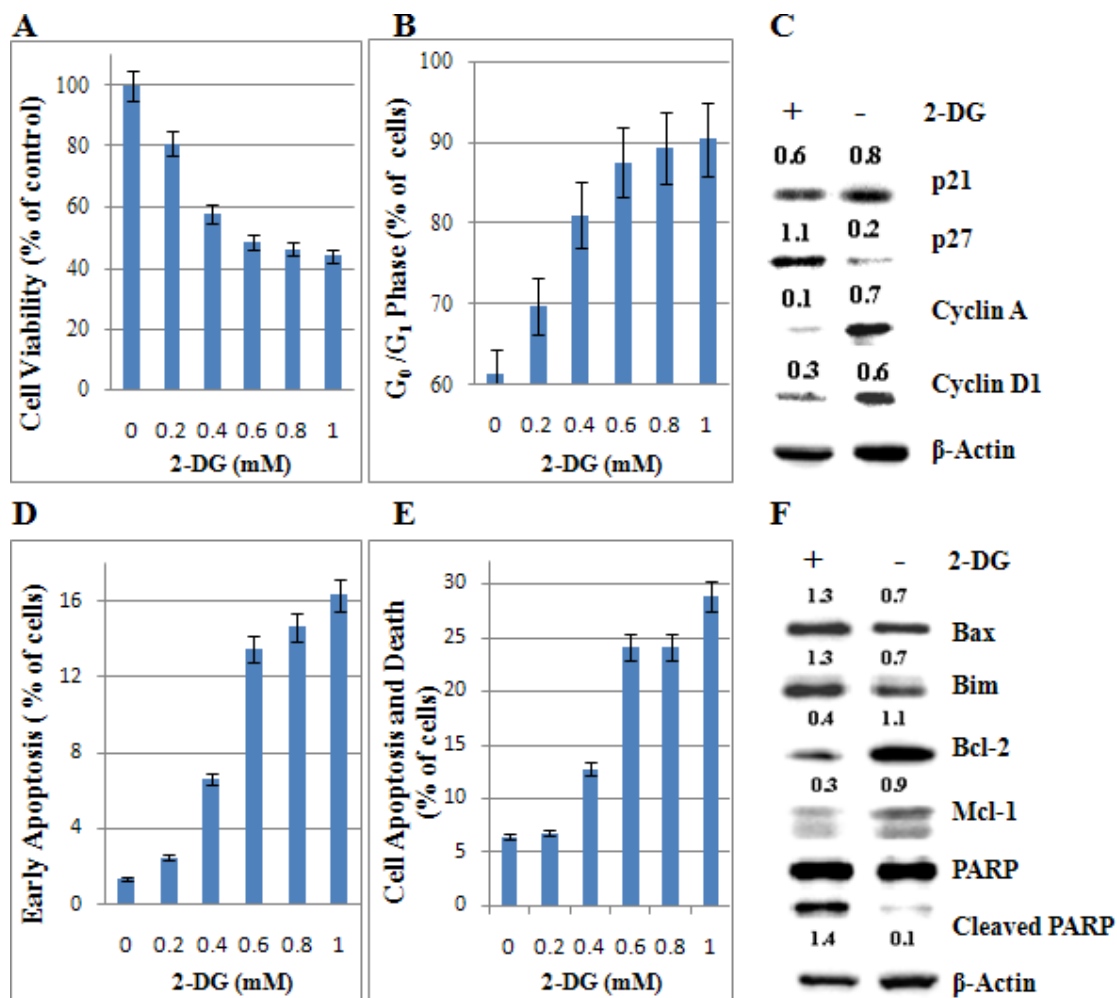 A
Cell Viability (% of control)
100
80
60
40
20
0
0 0.2 0.4 0.6 0.8 1
2-DG (mM)
B
G0 /G1 Phase (% of cells)
100
90
80
70
60
0 0.2 0.4 0.6 0.8 1
2-DG (mM)
C
+ - 2-DG
0.6 0.8
p21
1.1 0.2
p27
0.1 0.7
Cyclin A
0.3 0.6
Cyclin D1
β-Actin
D
Early Apoptosis ( % of cells)
16
12
8
4
0
0 0.2 0.4 0.6 0.8 1
2-DG (mM)
E
Cell Apoptosis and Death
(% of cells)
30
25
20
15
10
5
0
0 0.2 0.4 0.6 0.8 1
2-DG (mM)
F
+ - 2-DG
1.3 0.7
Bax
1.3 0.7
Bim
0.4 1.1
Bcl-2
0.3 0.9
Mcl-1
PARP
Cleaved PARP
1.4 0.1
β-Actin